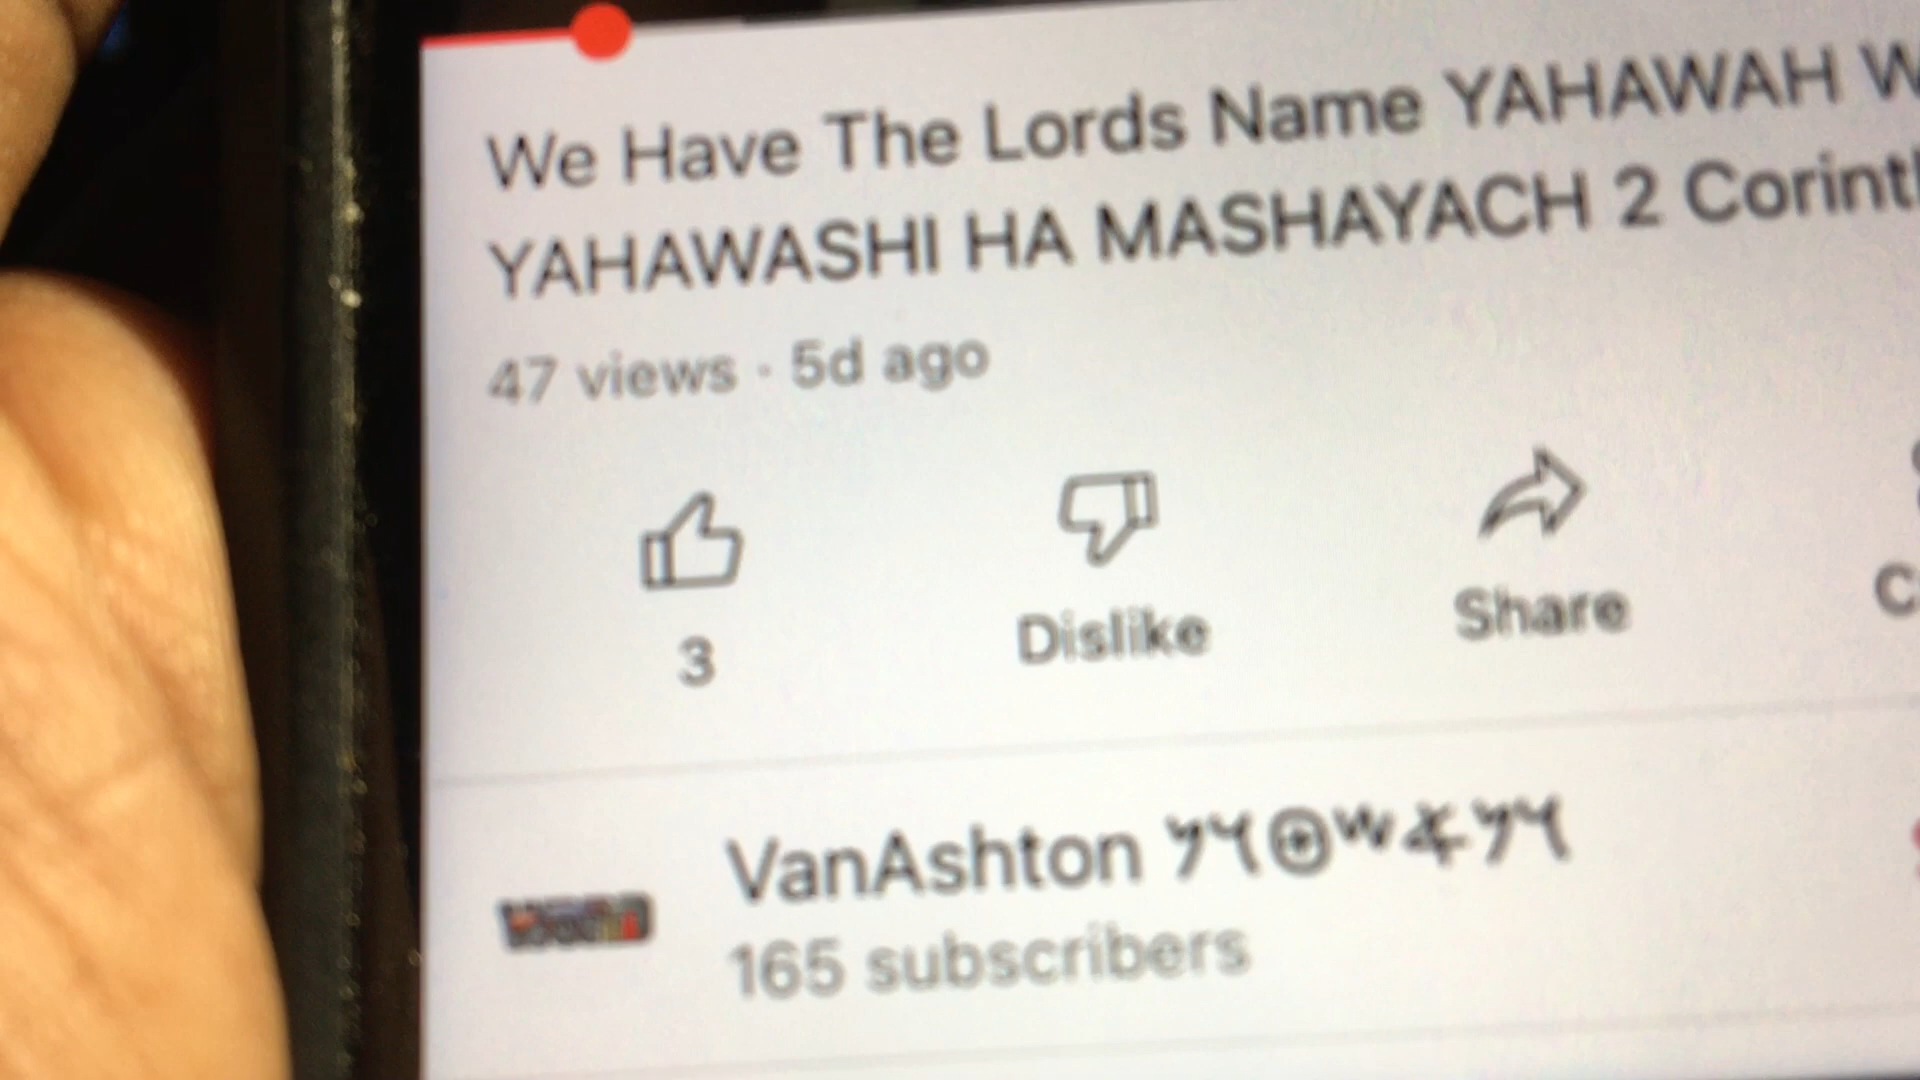 We Have The Lords Name YAHAWAH
YAHAWASHI HA MASHAYACH 2
47 views · 5d ago
3
Dislike
Share
VanAshton
165 subscribers